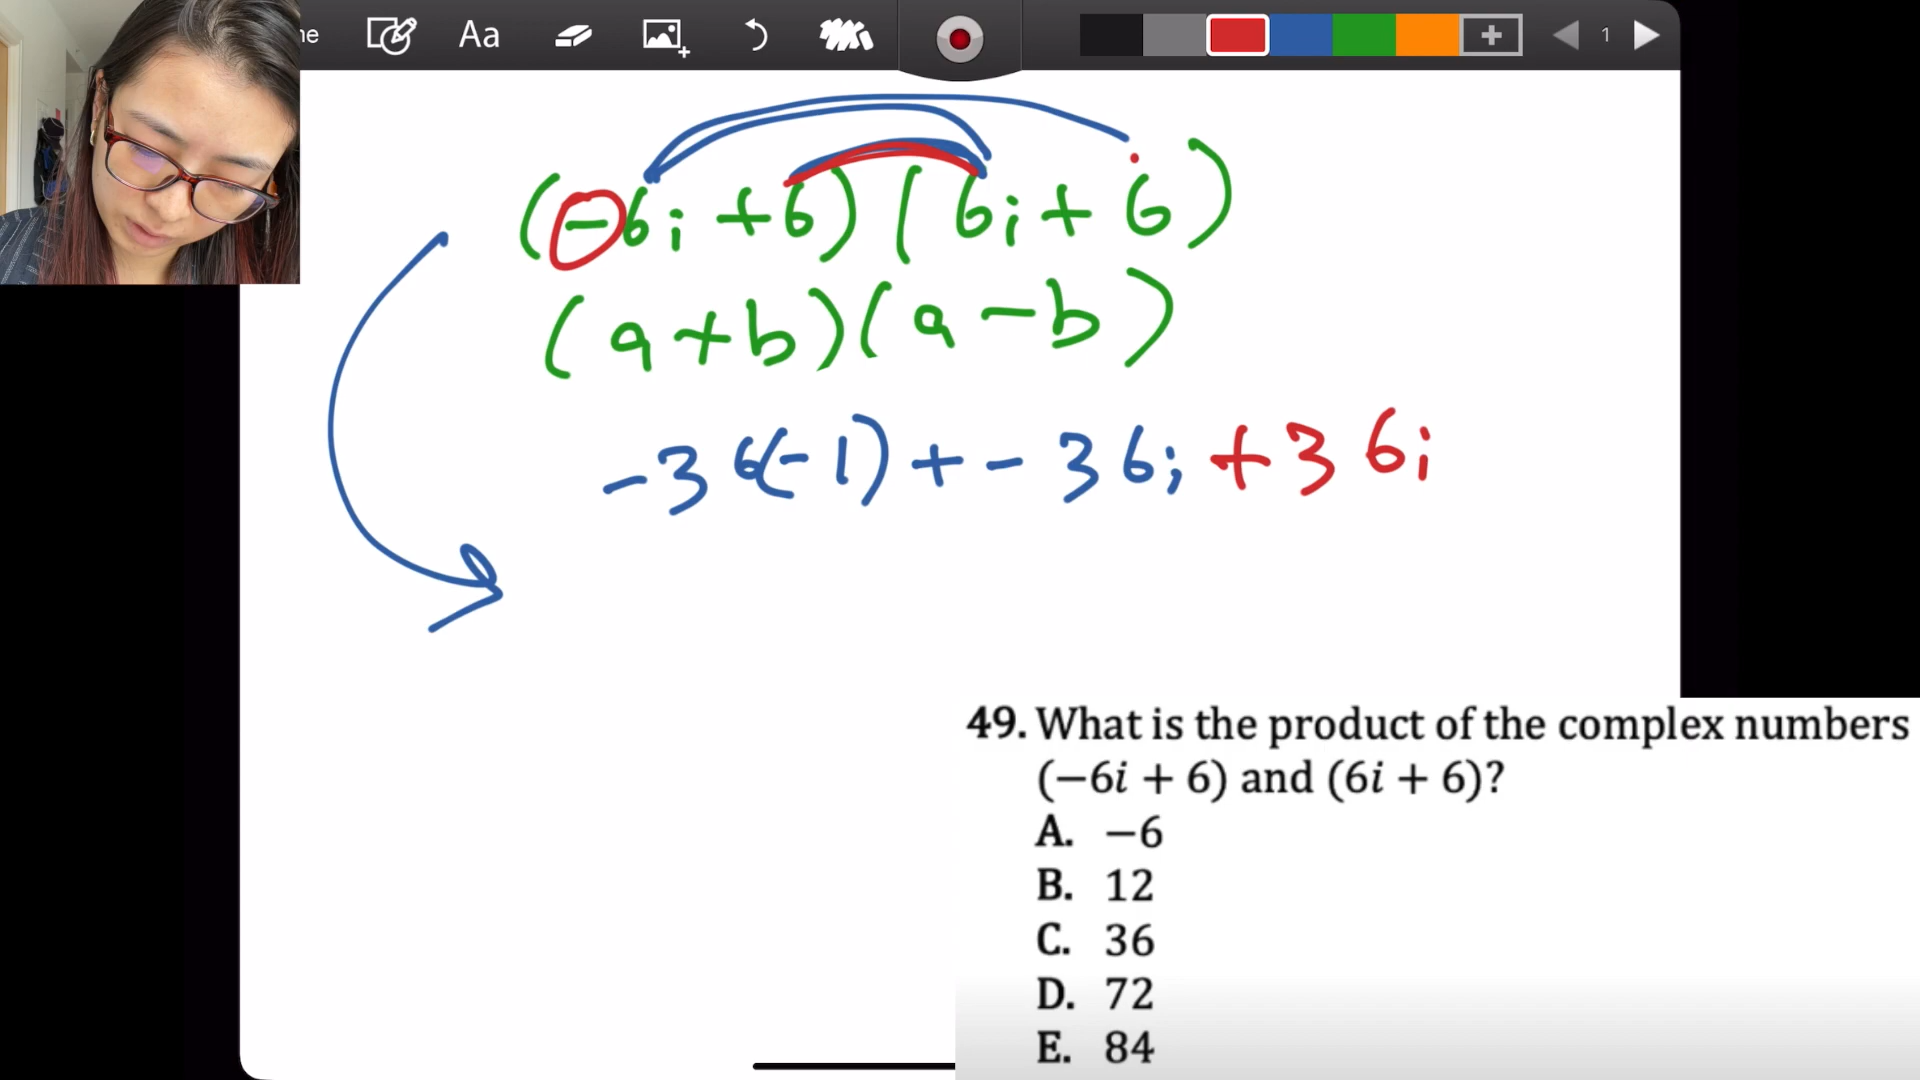 Aa
1
(-6i +6)(6i + 6)
(a+b)(a-b)
-36(-1)+-36i+36i
49. What is the product of the complex numbers
(−6i + 6) and (6i + 6)?
A. −6
B. 12
C. 36
D. 72
E. 84